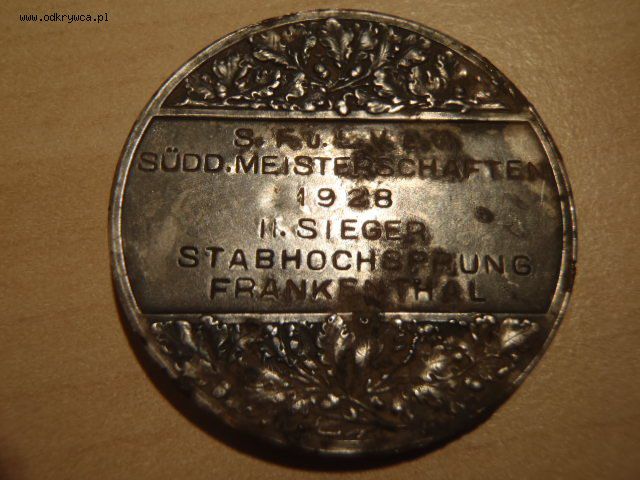 www.odkrywca.pl
SÜDD. MEISTERSCHAFTEN
1928
II. SIEGER
STABHOCHSPRUNG
FRANKENTHAL